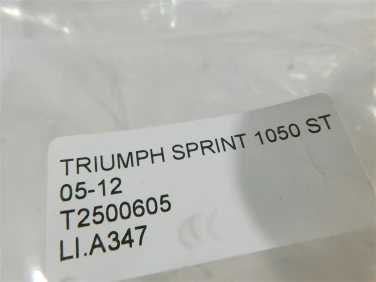 TRIUMPH SPRINT 1050 ST
05-12
T2500605
LI.A347